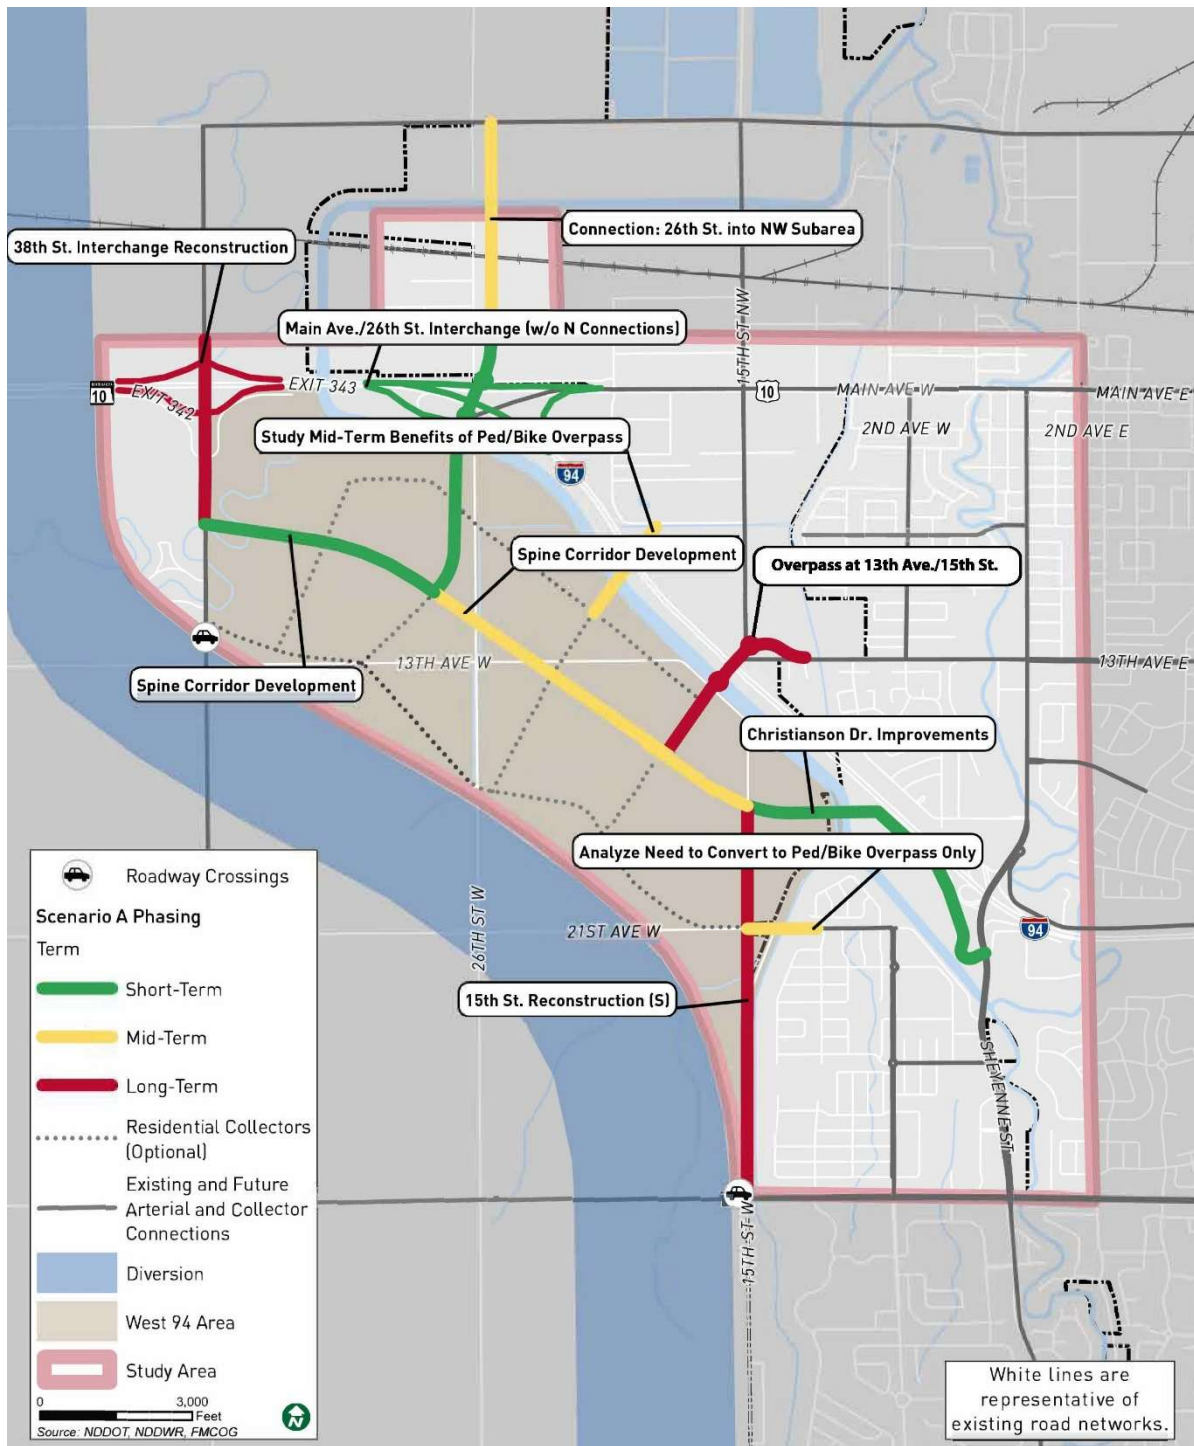 Connection: 26th St. into NW Subarea
38th St. Interchange Reconstruction
15TH ST NW
Main Ave./26th St. Interchange (w/o N Connections)
EXIT 343
10
EXIT 342
10
MAIN AVE W
MAIN AVE E
2ND AVE W
2ND AVE E
Study Mid-Term Benefits of Ped/Bike Overpass
94
Spine Corridor Development
Overpass at 13th Ave./15th St.
13TH AVE W
13TH AVE E
Spine Corridor Development
Christianson Dr. Improvements
Analyze Need to Convert to Ped/Bike Overpass Only
26TH ST W
21ST AVE W
94
15th St. Reconstruction (S)
SHEYENNE ST
15TH ST W
Roadway Crossings
Scenario A Phasing
Term
Short-Term
Mid-Term
Long-Term
Residential Collectors
(Optional)
Existing and Future
Arterial and Collector
Connections
Diversion
West 94 Area
Study Area
0 3,000
Feet
N
Source: NDDOT, NDDWR, FMCOG
White lines are
representative of
existing road networks.